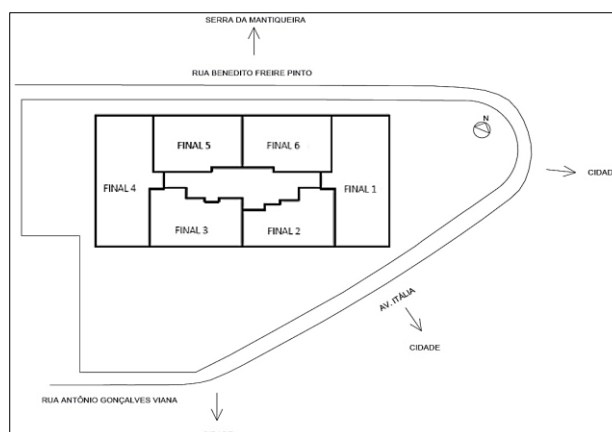 SERRA DA MANTIQUEIRA
RUA BENEDITO FREIRE PINTO
N
FINAL 5
FINAL 6
CIDAD
FINAL 4
FINAL 1
FINAL 3
FINAL 2
AV. ITÁLIA
CIDADE
RUA ANTÔNIO GONÇALVES VIANA